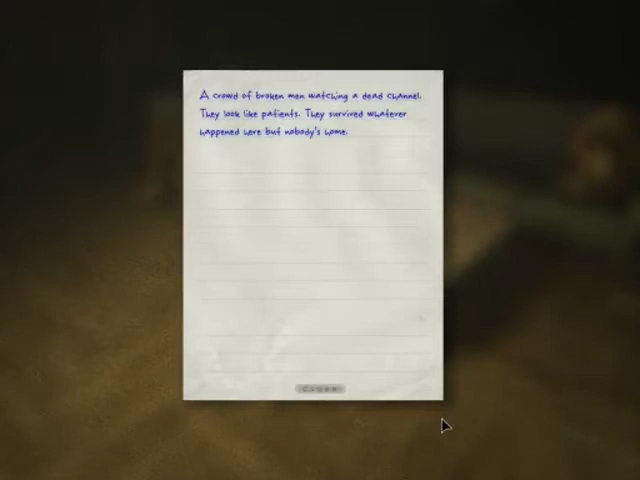 A crowd of broken men watching a dead channel.
They look like patients. They survived whatever
happened here but nobody's home.
CLOSE